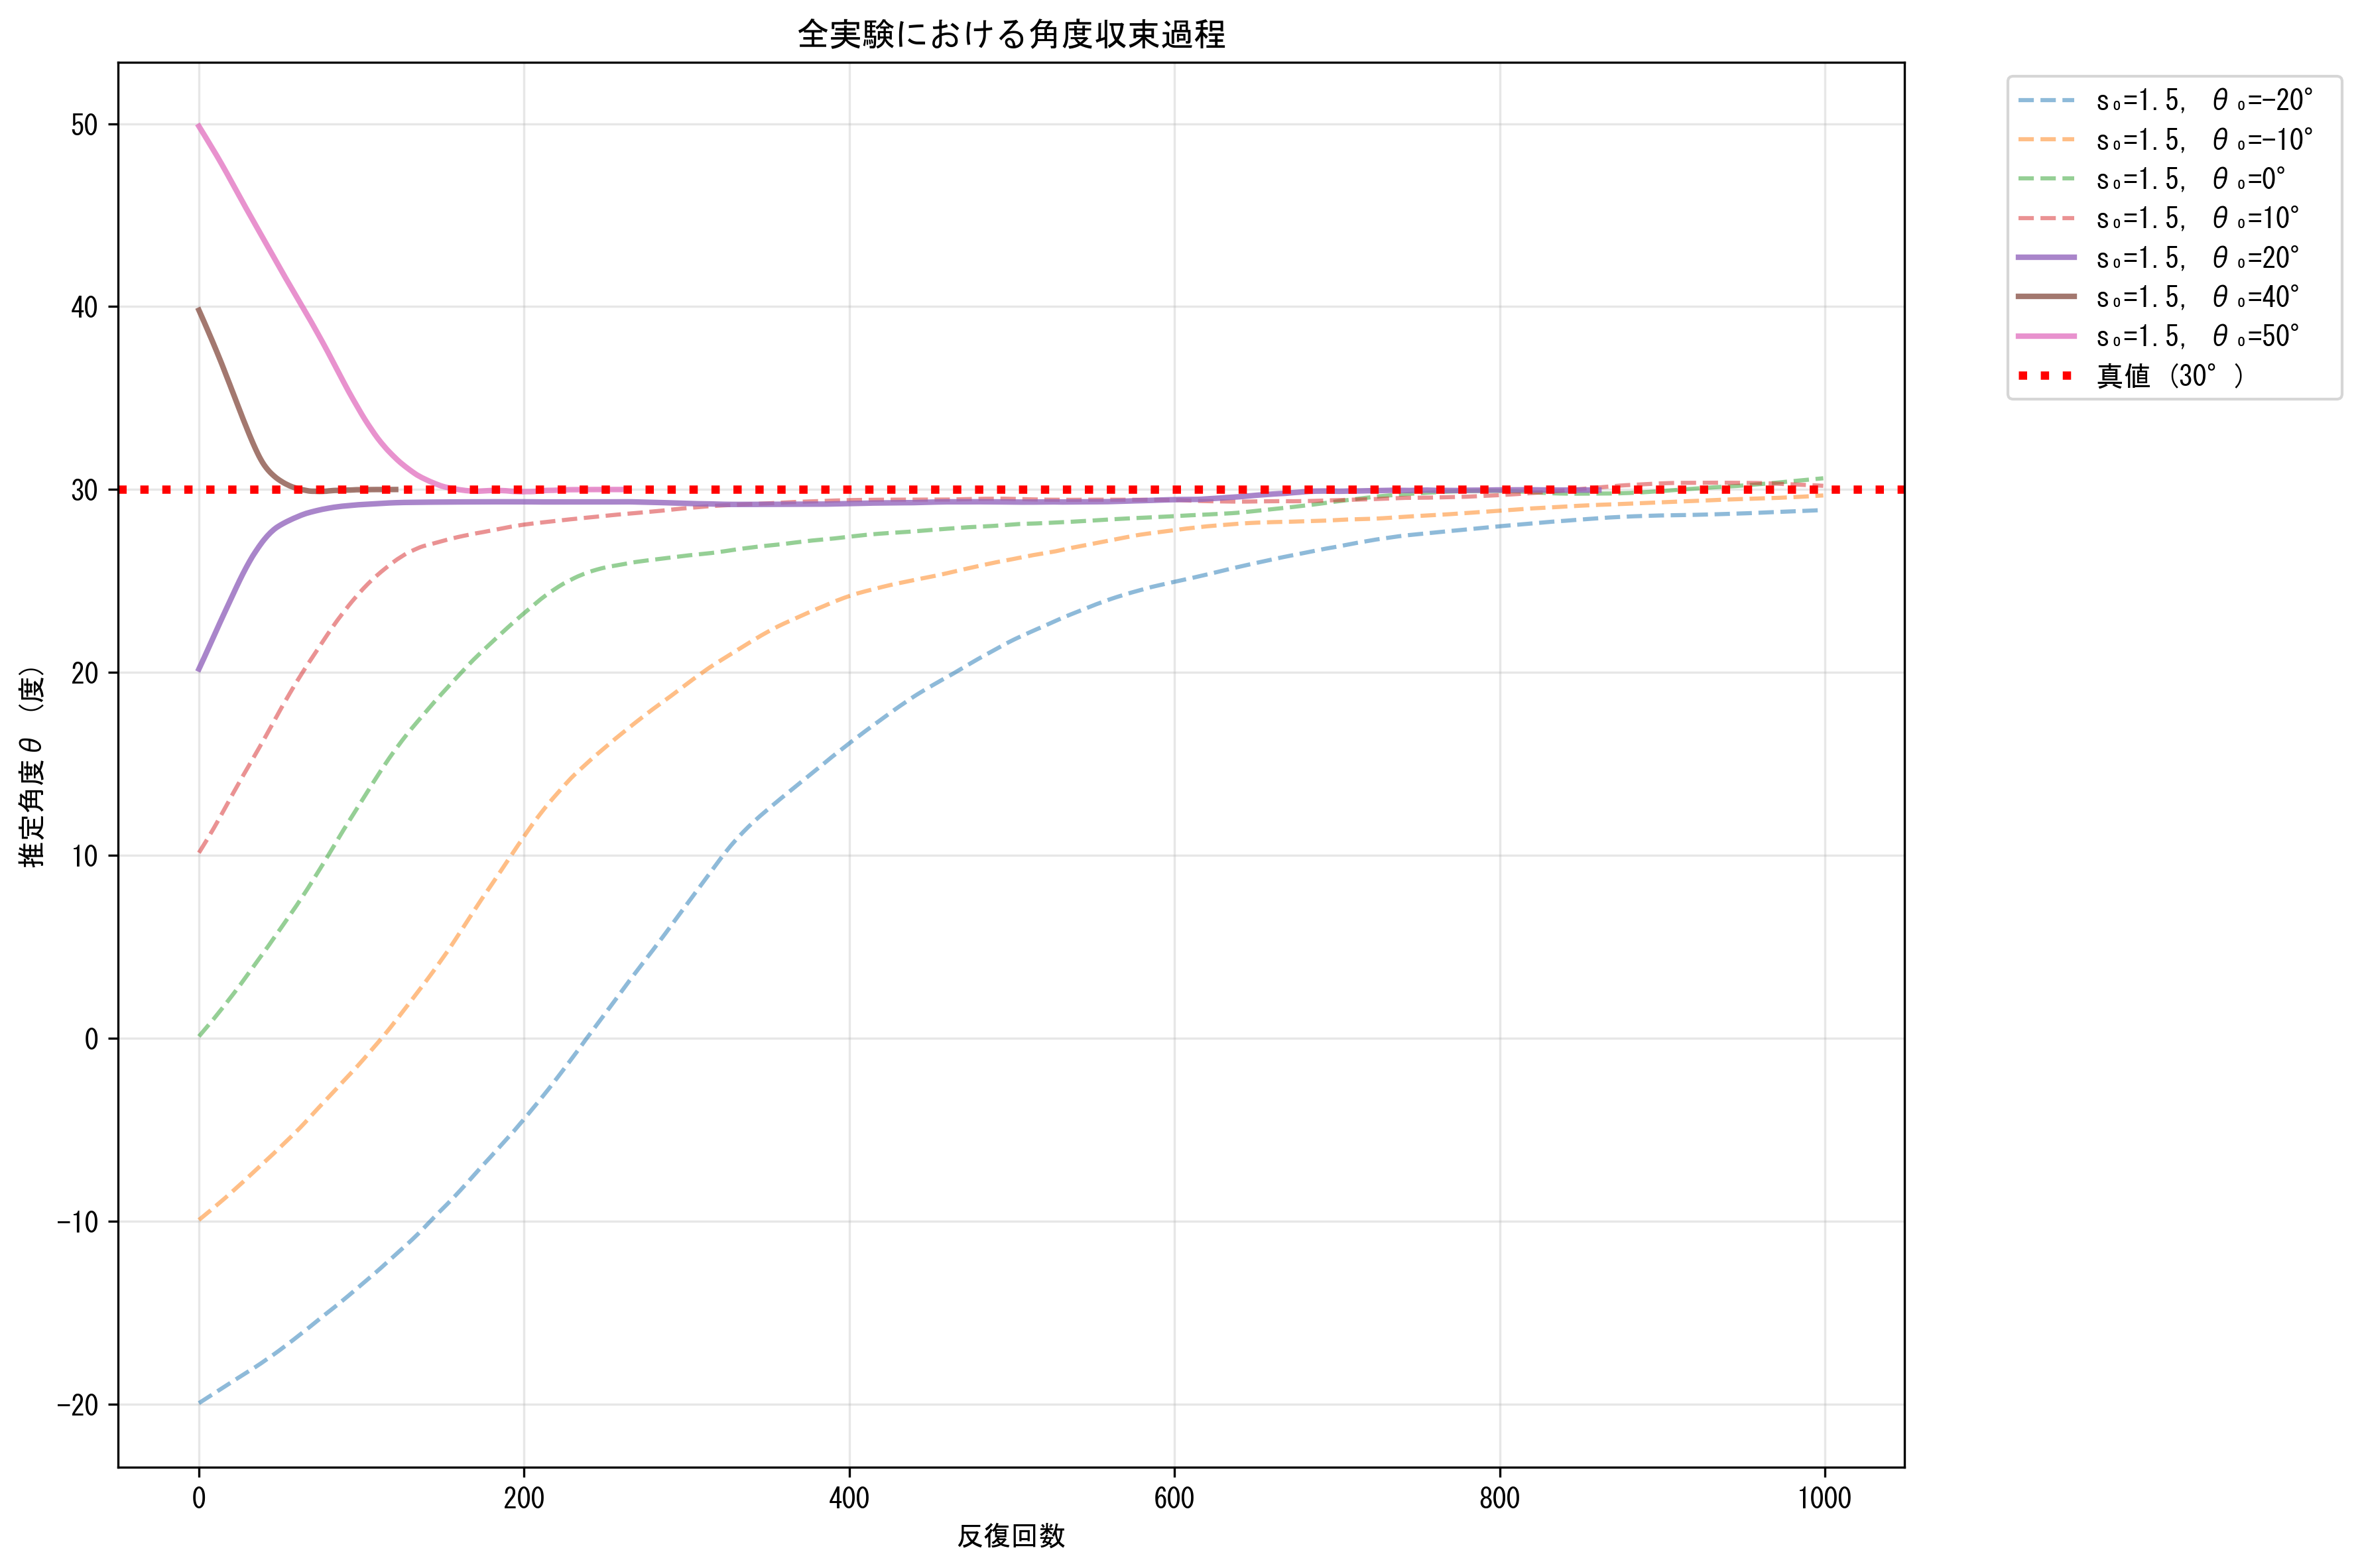 全実験における角度収束過程
推定角度 θ (度)
50
40
30
20
10
0
−10
−20
0 200 400 600 800 1000
反復回数
s₀=1.5, θ₀=−20°
s₀=1.5, θ₀=−10°
s₀=1.5, θ₀=0°
s₀=1.5, θ₀=10°
s₀=1.5, θ₀=20°
s₀=1.5, θ₀=40°
s₀=1.5, θ₀=50°
真値 (30°)